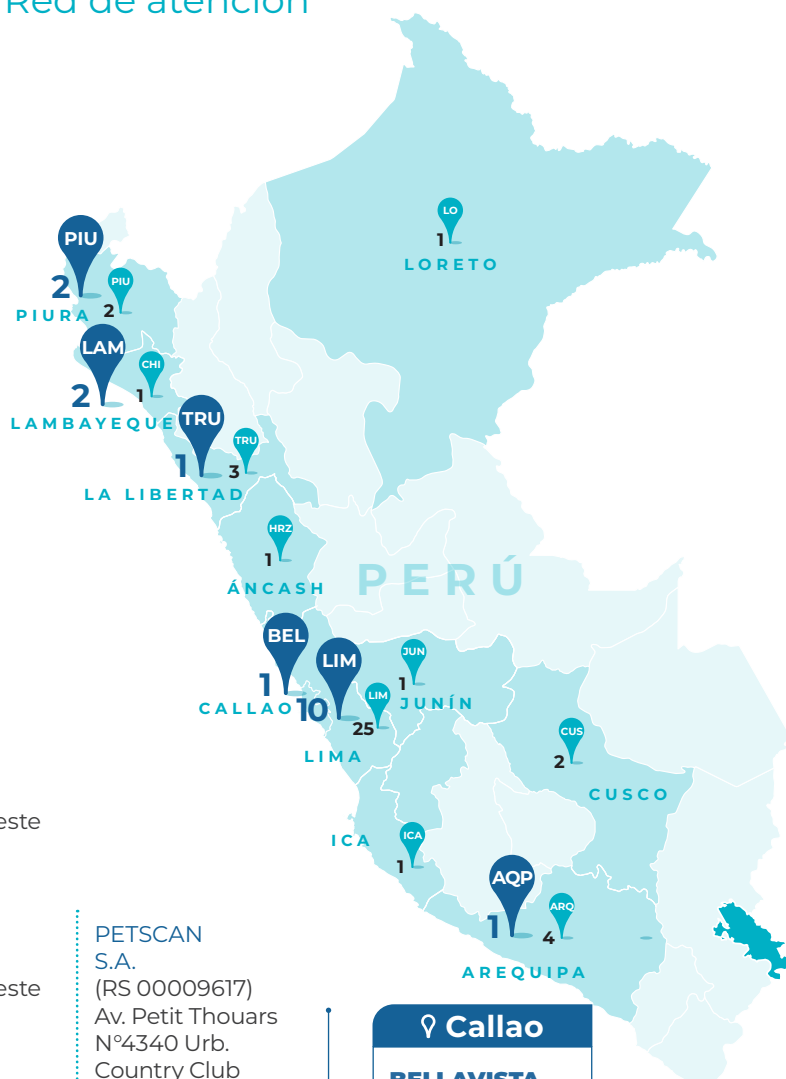 Red de atención
LO
1
LORETO
PIU
2
PIURA
PIU
2
LAM
2
LAMBAYEQUE
CHI
1
TRU
1
LA LIBERTAD
TRU
3
HRZ
1
ÁNCASH
PERÚ
BEL
1
CALLAO
LIM
10
LIMA
LIM
25
JUN
1
JUNÍN
CUS
2
CUSCO
ICA
ICA
1
AQP
1
AREQUIPA
ARQ
4
este
este
PETSCAN
S.A.
(RS 00009617)
Av. Petit Thouars
N°4340 Urb.
Country Club
Callao
BELLAVISTA